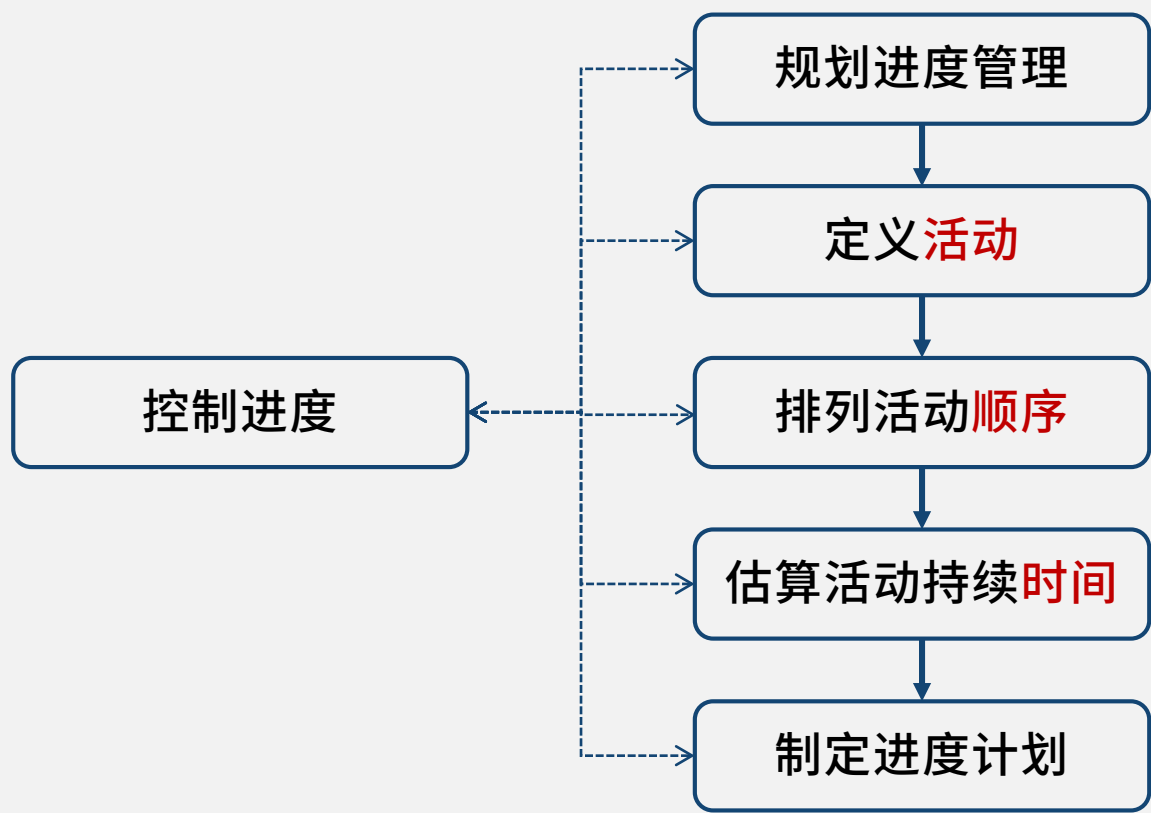 规划进度管理
定义活动
控制进度
排列活动顺序
估算活动持续时间
制定进度计划